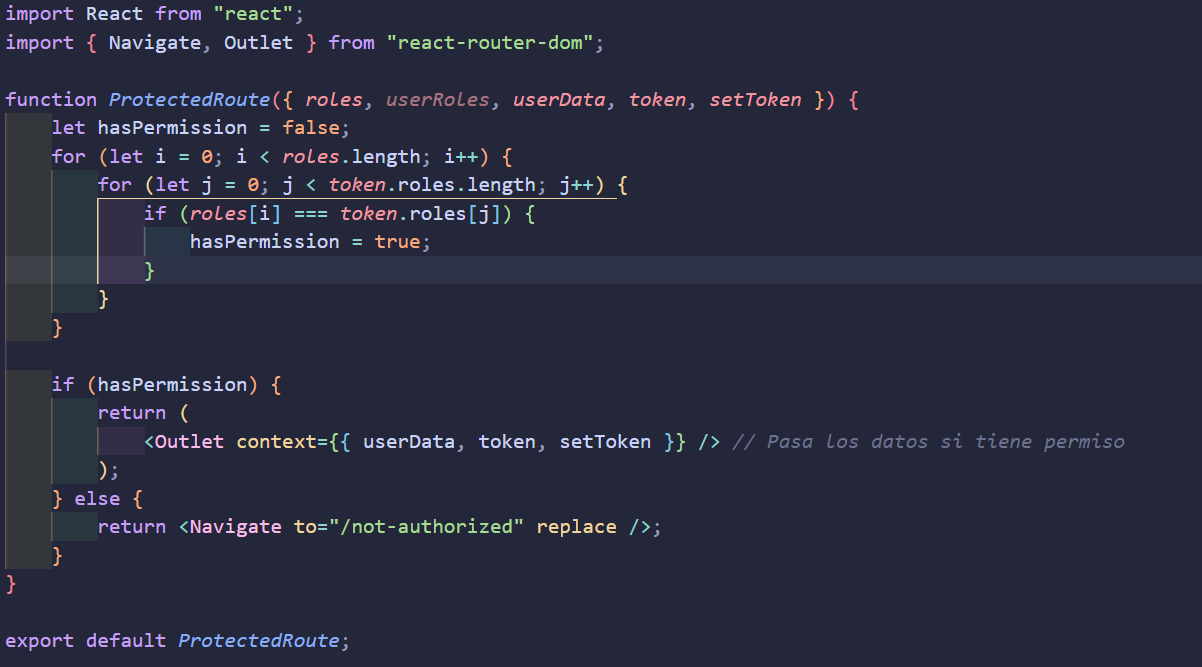 import React from "react";
import { Navigate, Outlet } from "react-router-dom";
function ProtectedRoute({ roles, userRoles, userData, token, setToken }) {
let hasPermission = false;
for (let i = 0; i < roles.length; i++) {
for (let j = 0; j < token.roles.length; j++) {
if (roles[i] === token.roles[j]) {
hasPermission = true;
}
}
}
if (hasPermission) {
return (
<Outlet context={{ userData, token, setToken }} /> // Pasa los datos si tiene permiso
);
} else {
return <Navigate to="/not-authorized" replace />;
}
}
export default ProtectedRoute;